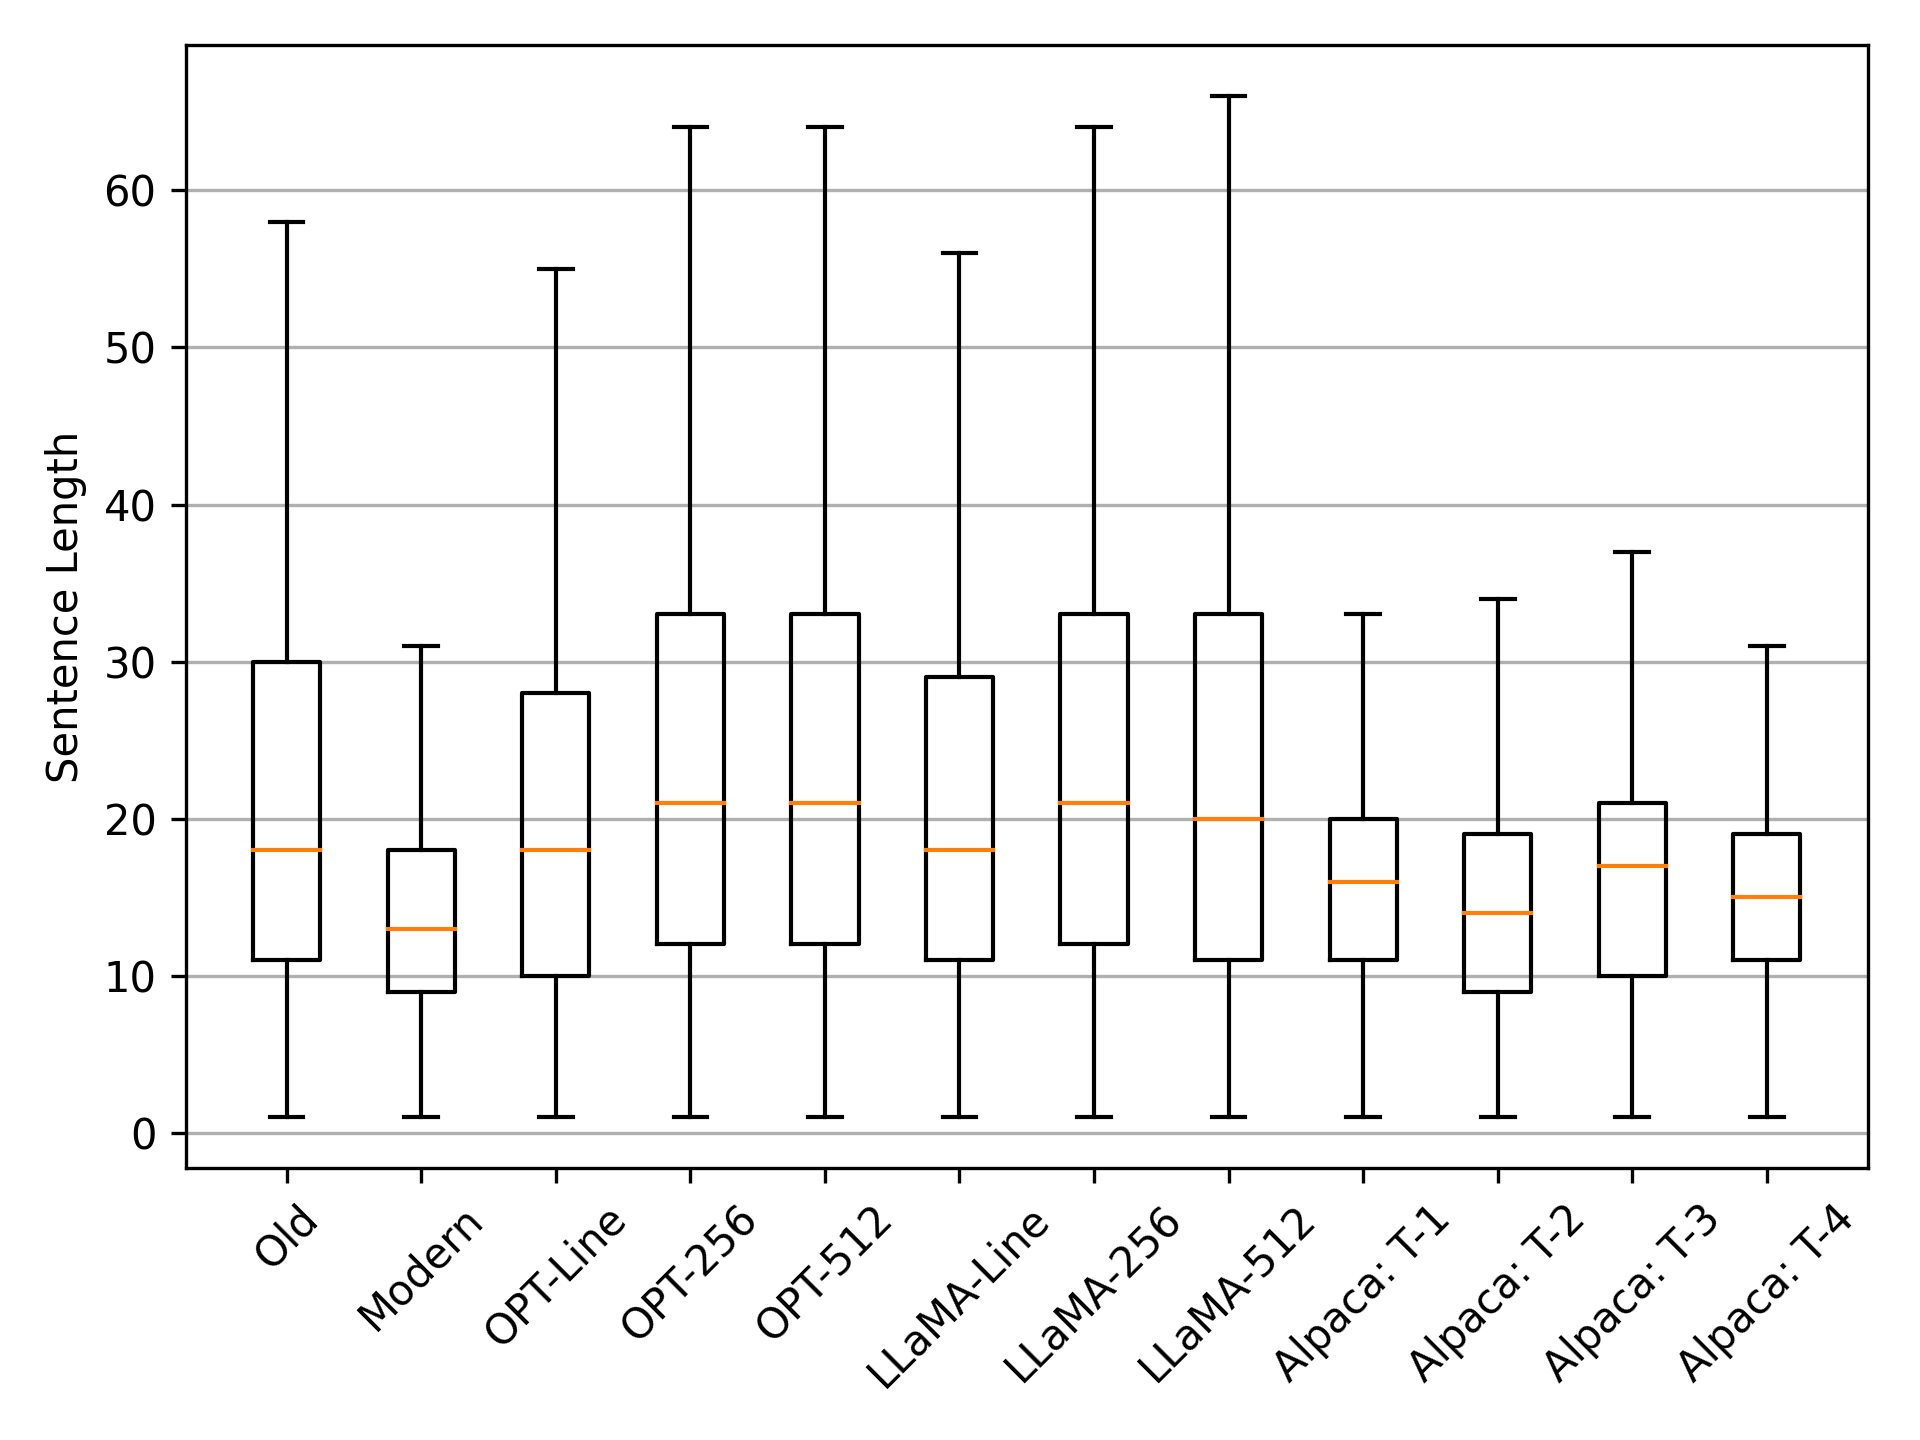 Sentence Length
60
50
40
30
20
10
0
Old
Modern
OPT-Line
OPT-256
OPT-512
LLaMA-Line
LLaMA-256
LLaMA-512
Alpaca: T-1
Alpaca: T-2
Alpaca: T-3
Alpaca: T-4